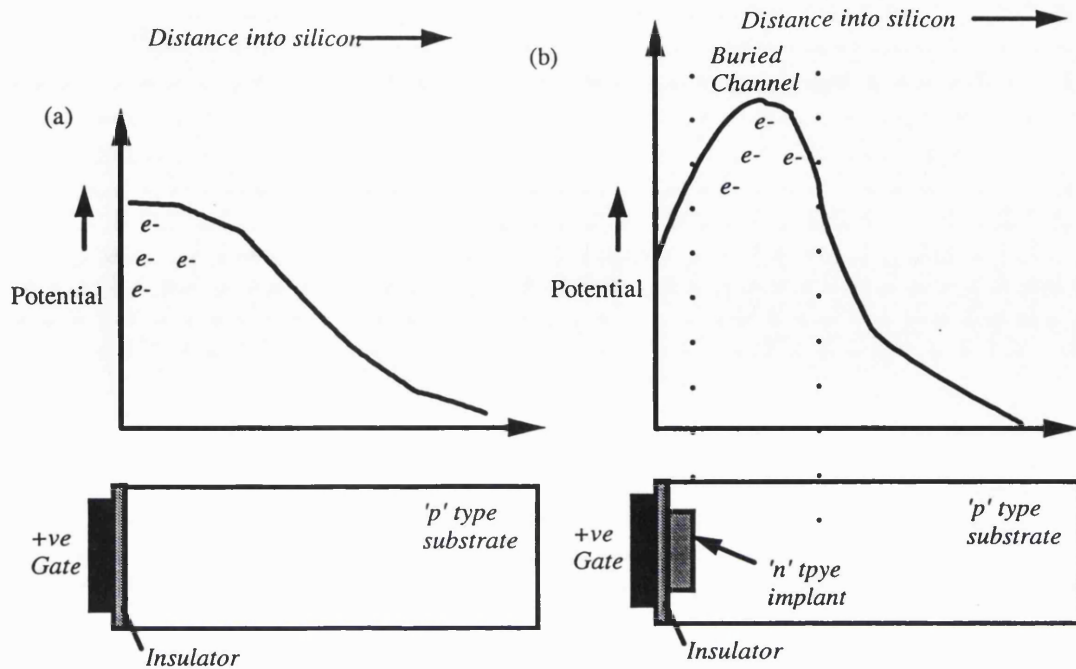 Distance into silicon
(a)
e-
e- e-
e-
Potential
+ve
Gate
'p' type
substrate
Insulator
Distance into silicon
(b)
Buried
Channel
e-
e- e-
e-
Potential
+ve
Gate
'p' type
substrate
'n' tpye
implant
Insulator